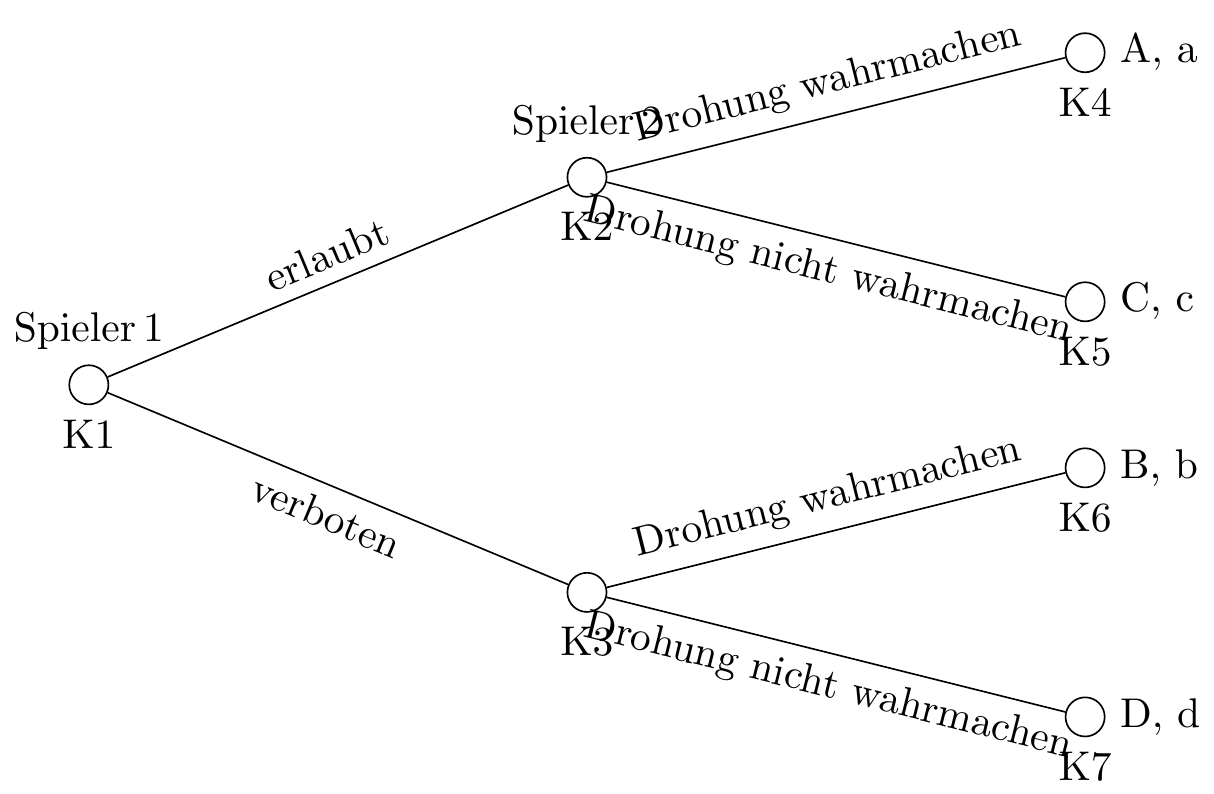 Drohung wahrmachen
A, a
K4
Spieler 2
K2
Drohung nicht wahrmachen
C, c
K5
erlaubt
Spieler 1
K1
verboten
Drohung wahrmachen
B, b
K6
K3
Drohung nicht wahrmachen
D, d
K7